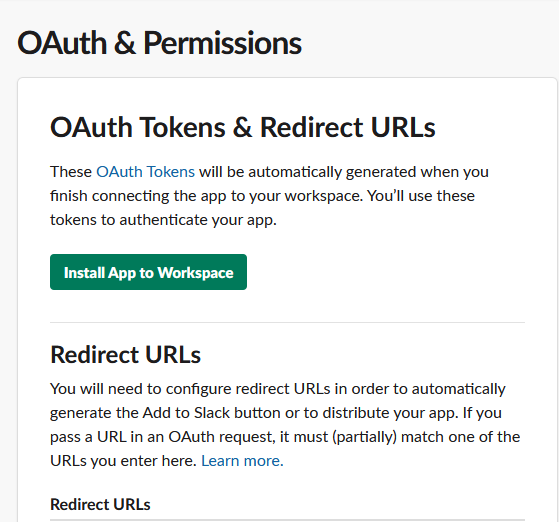 OAuth & Permissions
OAuth Tokens & Redirect URLs
These OAuth Tokens will be automatically generated when you
finish connecting the app to your workspace. You’ll use these
tokens to authenticate your app.
Install App to Workspace
Redirect URLs
You will need to configure redirect URLs in order to automatically
generate the Add to Slack button or to distribute your app. If you
pass a URL in an OAuth request, it must (partially) match one of the
URLs you enter here. Learn more.
Redirect URLs